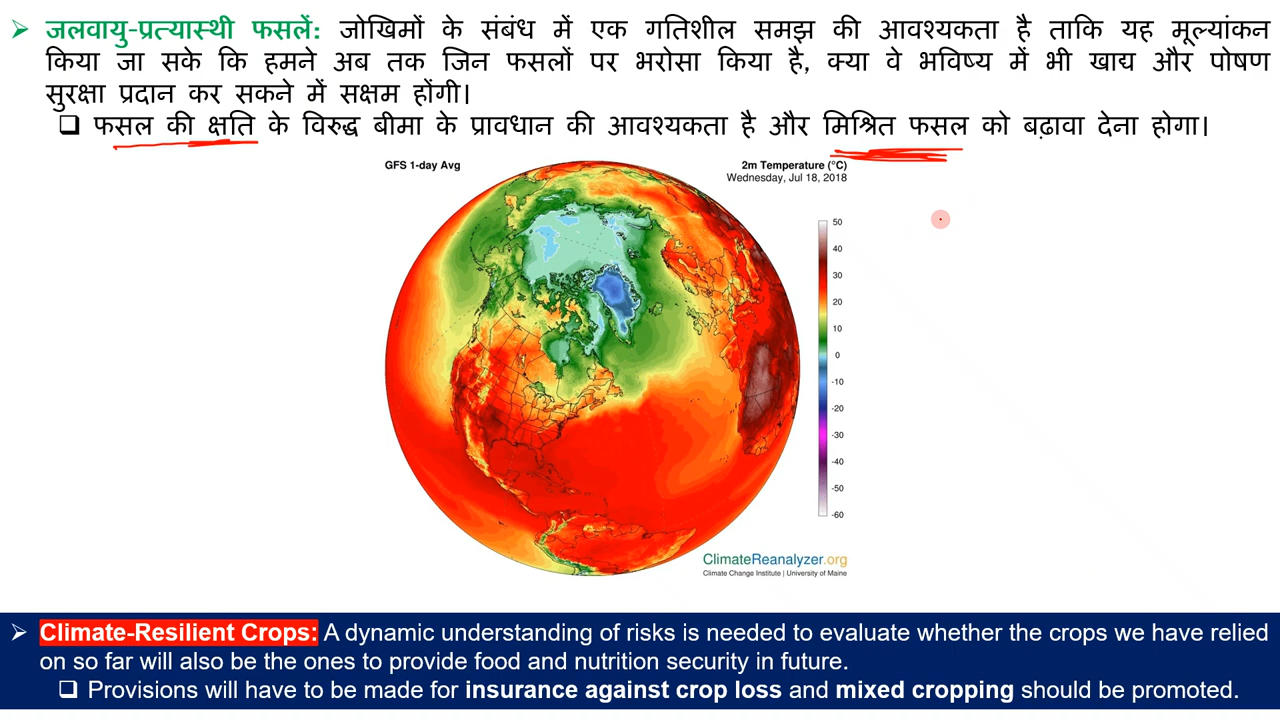 ➢ जलवायु-प्रत्यास्थी फसलें: जोखिमों के संबंध में एक गतिशील समझ की आवश्यकता है ताकि यह मूल्यांकन
किया जा सके कि हमने अब तक जिन फसलों पर भरोसा किया है, क्या वे भविष्य में भी खाद्य और पोषण
सुरक्षा प्रदान कर सकने में सक्षम होंगी।
❑ फसल की क्षति के विरुद्ध बीमा के प्रावधान की आवश्यकता है और मिश्रित फसल को बढ़ावा देना होगा।
GFS 1-day Avg
2m Temperature (°C)
Wednesday, Jul 18, 2018
50
40
30
20
10
0
-10
-20
-30
-40
-50
-60
ClimateReanalyzer.org
Climate Change Institute | University of Maine
➢ Climate-Resilient Crops: A dynamic understanding of risks is needed to evaluate whether the crops we have relied
on so far will also be the ones to provide food and nutrition security in future.
❑ Provisions will have to be made for insurance against crop loss and mixed cropping should be promoted.